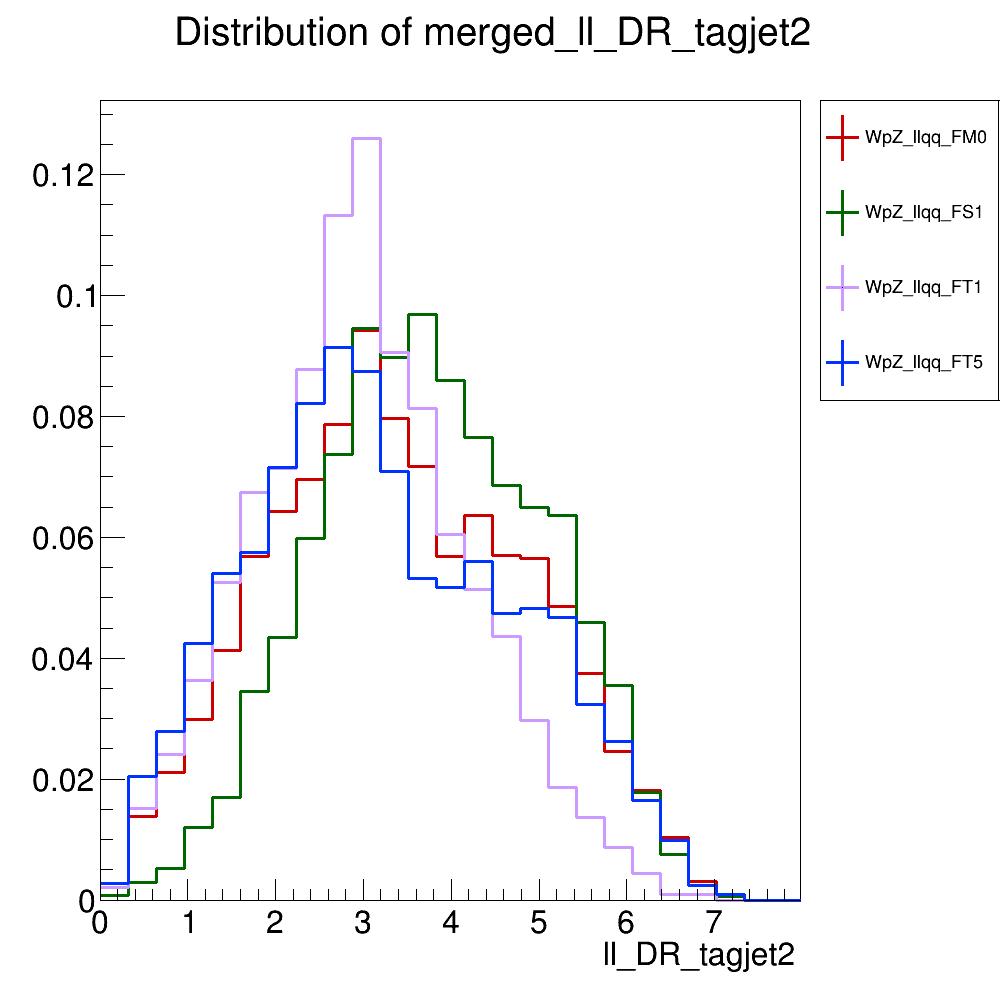 Distribution of merged_ll_DR_tagjet2
WpZ_llqq_FM0
WpZ_llqq_FS1
WpZ_llqq_FT1
WpZ_llqq_FT5
0.12
0.1
0.08
0.06
0.04
0.02
0
0 1 2 3 4 5 6 7
ll_DR_tagjet2